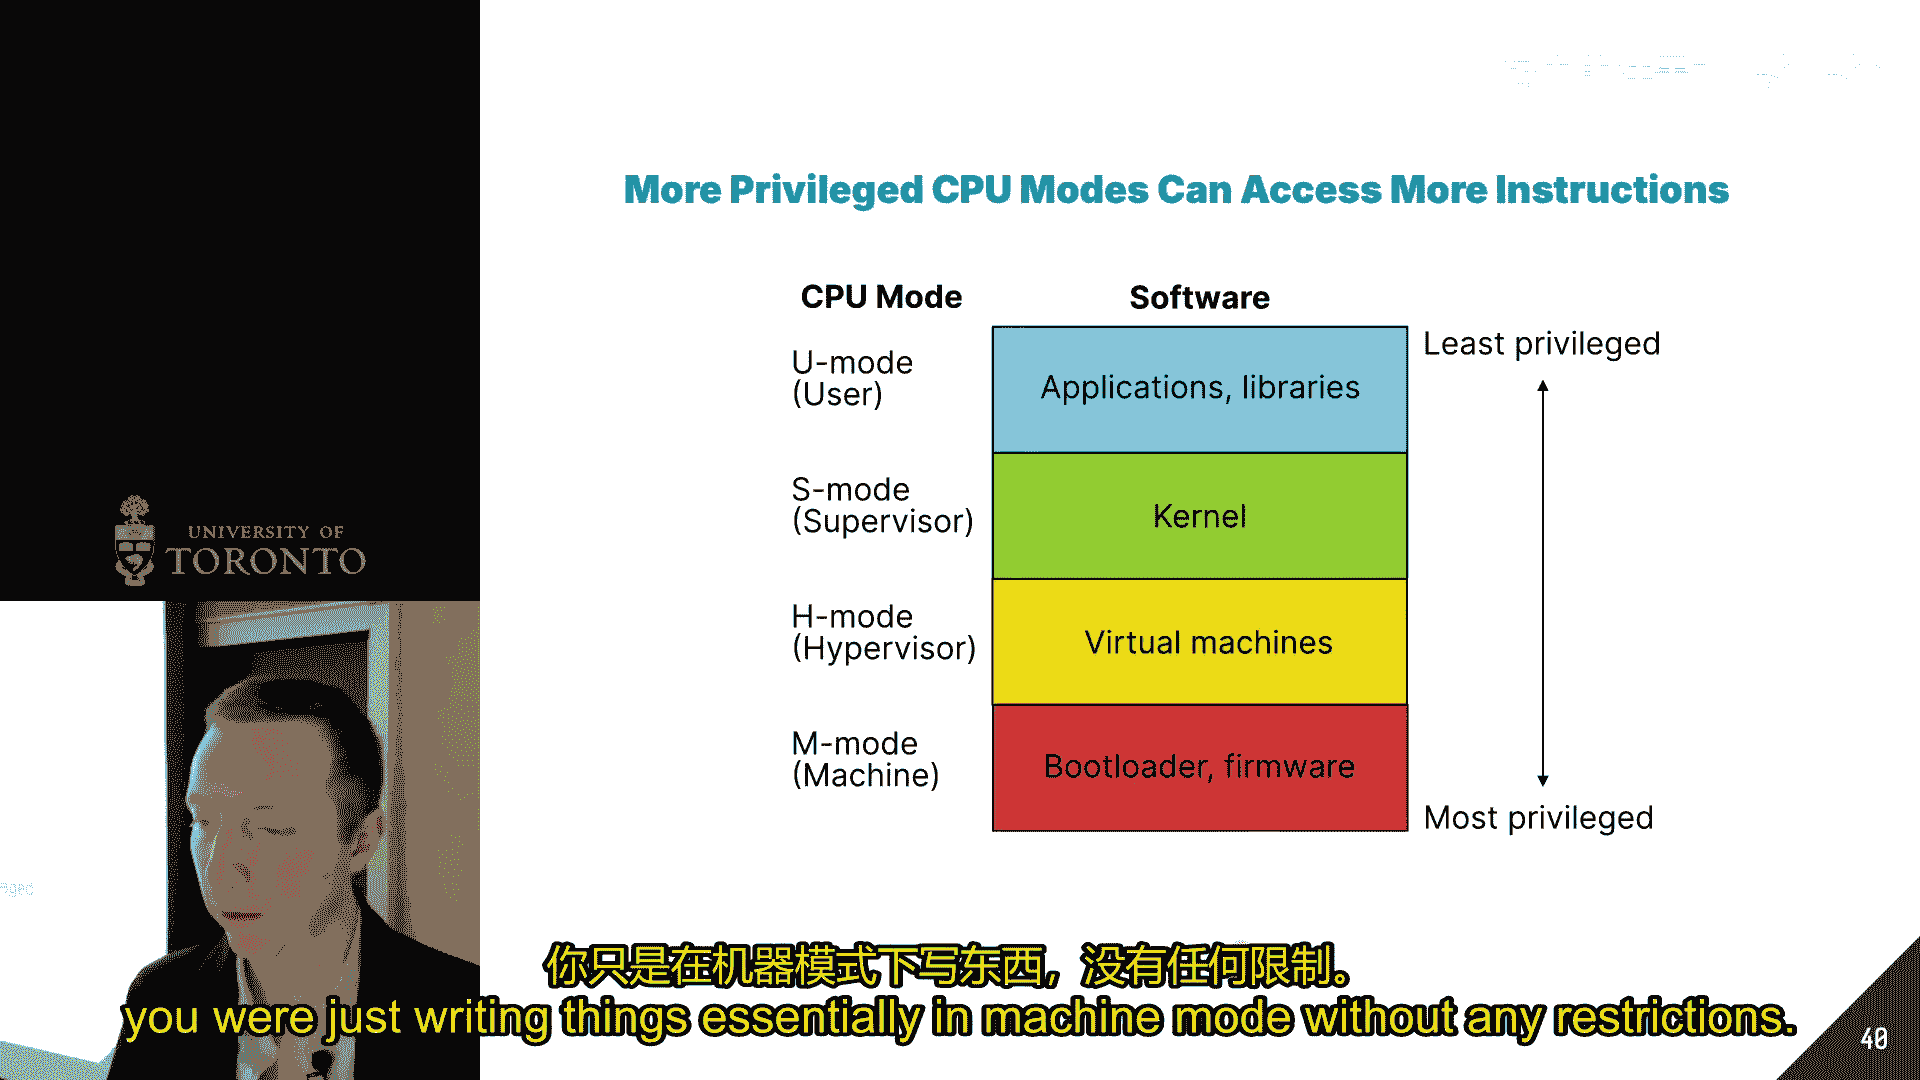 More Privileged CPU Modes Can Access More Instructions
CPU Mode
Software
U-mode
(User)
Applications, libraries
Least privileged
S-mode
(Supervisor)
Kernel
H-mode
(Hypervisor)
Virtual machines
M-mode
(Machine)
Bootloader, firmware
Most privileged
UNIVERSITY OF
TORONTO
你只是在机器模式下写东西，没有任何限制。
you were just writing things essentially in machine mode without any restrictions.
40